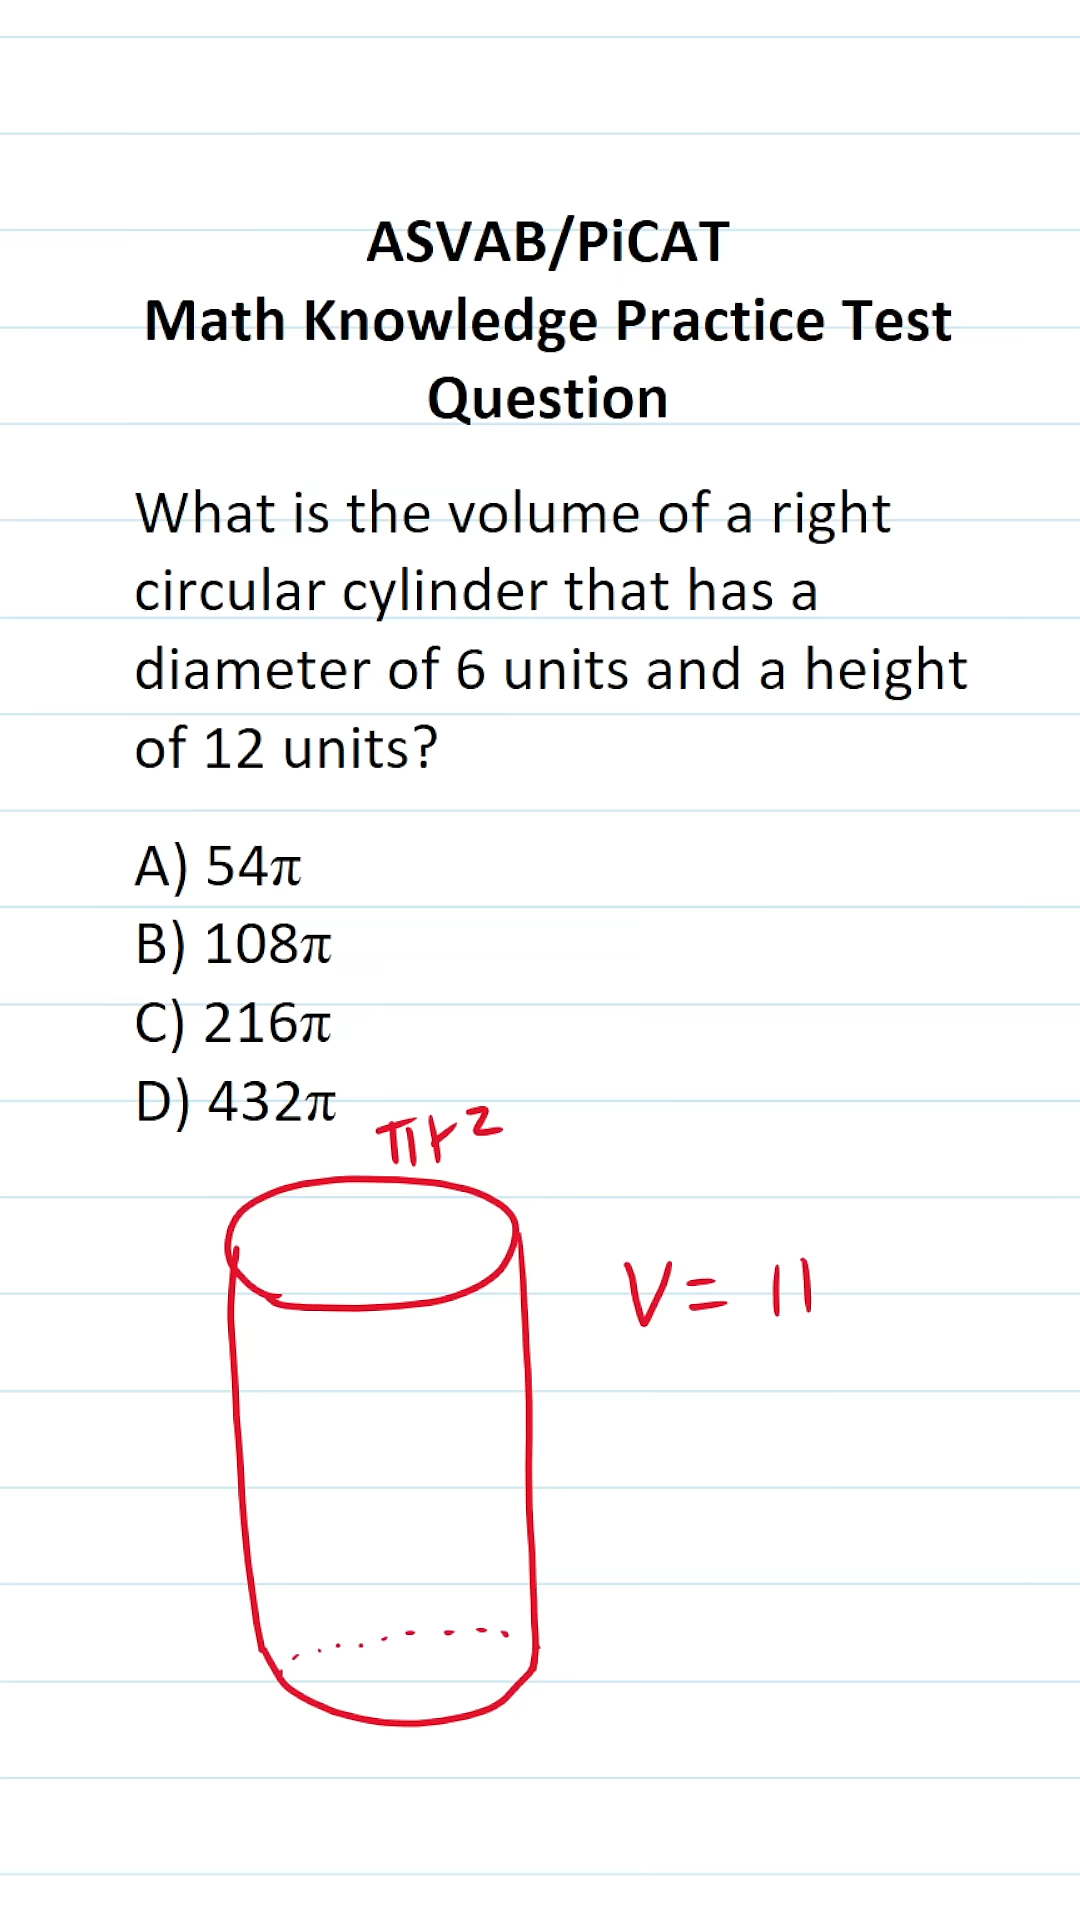 ASVAB/PiCAT
Math Knowledge Practice Test
Question
What is the volume of a right
circular cylinder that has a
diameter of 6 units and a height
of 12 units?
A) 54π
B) 108π
C) 216π
D) 432π
πr²
V= 11